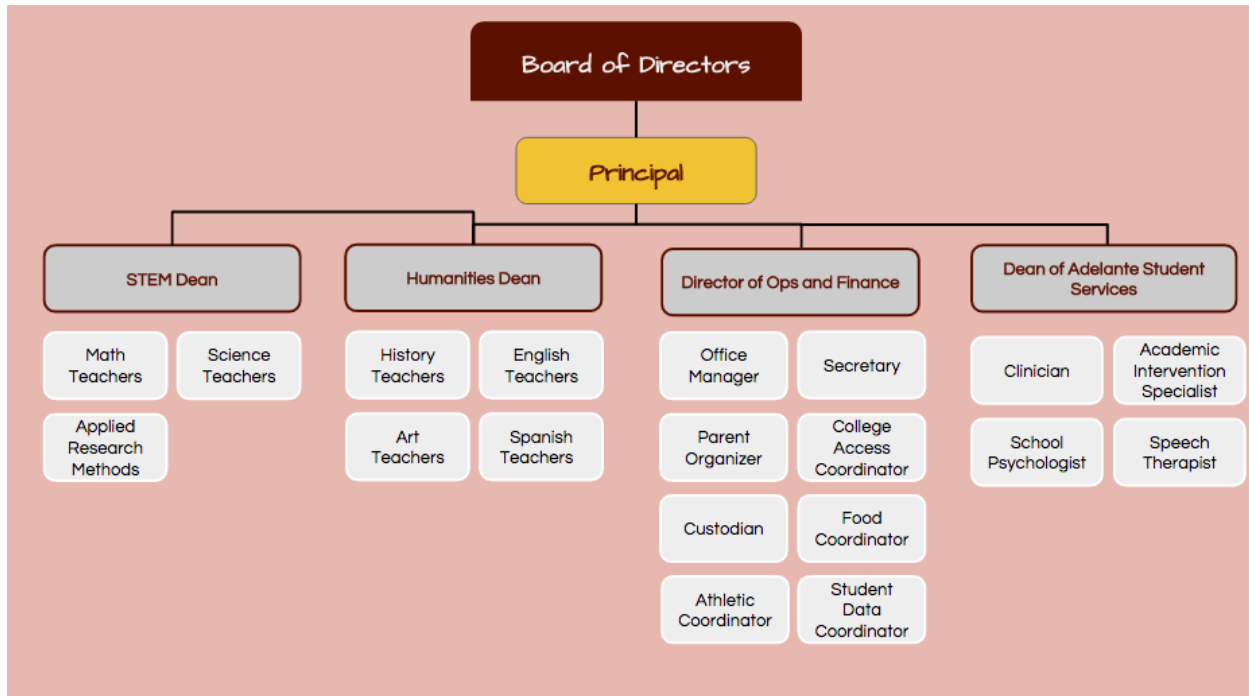 Board of Directors
Principal
STEM Dean
Humanities Dean
Director of Ops and Finance
Dean of Adelante Student
Services
Math
Teachers
Science
Teachers
Applied
Research
Methods
History
Teachers
English
Teachers
Art
Teachers
Spanish
Teachers
Office
Manager
Secretary
Parent
Organizer
College
Access
Coordinator
Custodian
Food
Coordinator
Athletic
Coordinator
Student
Data
Coordinator
Clinician
Academic
Intervention
Specialist
School
Psychologist
Speech
Therapist